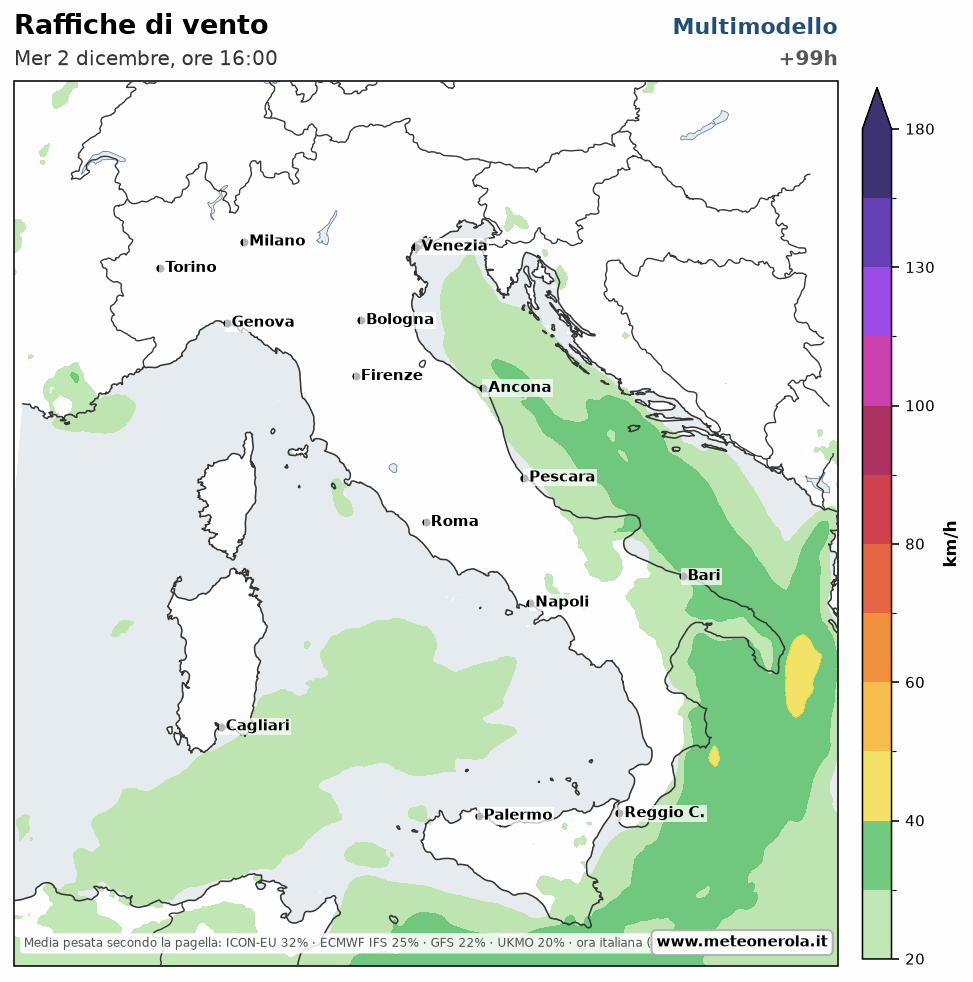 Raffiche di vento
Multimodello
Mer 2 dicembre, ore 16:00
+99h
Milano
Venezia
Torino
Genova
Bologna
Firenze
Ancona
Pescara
Roma
Bari
Napoli
Cagliari
Palermo
Reggio C.
180
130
100
80
60
40
20
km/h
Media pesata secondo la pagella: ICON-EU 32% · ECMWF IFS 25% · GFS 22% · UKMO 20% · ora italiana (
www.meteonerola.it